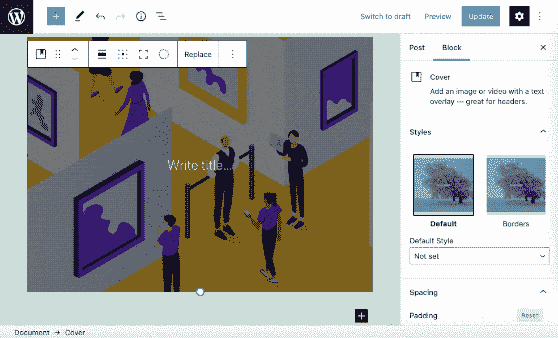 Switch to draft
Preview
Update
Replace
Write title...
Post
Block
Cover
Add an image or video with a text
overlay — great for headers.
Styles
Default
Borders
Default Style
Not set
Spacing
Padding
Reset
Document → Cover